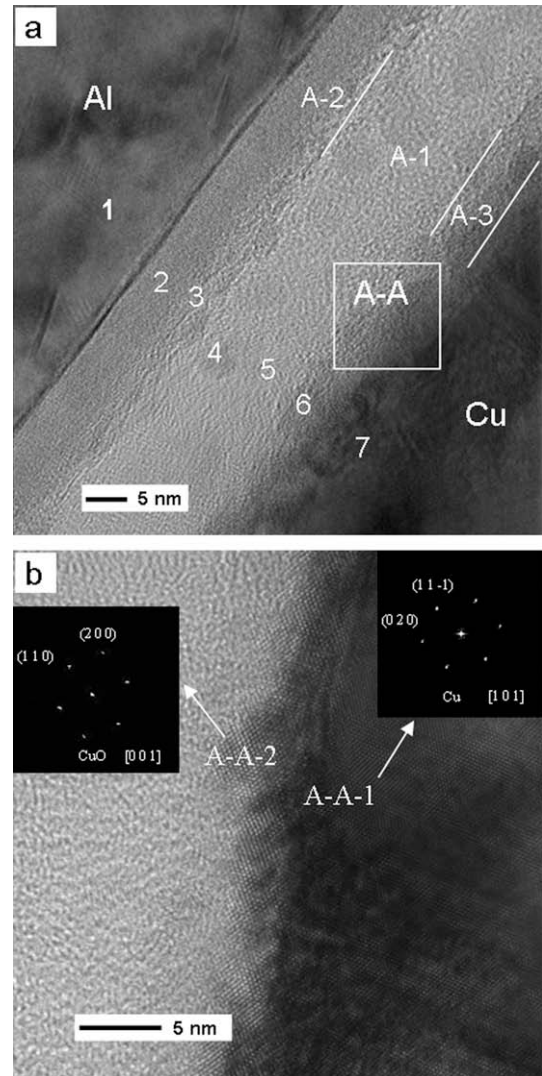 a
Al
A-2
A-1
1
A-3
2
3
A-A
4
5
6
Cu
7
5 nm
b
(1 1 -1)
(2 0 0)
(0 2 0)
(1 1 0)
Cu [1 0 1]
CuO [0 0 1]
A-A-2
A-A-1
5 nm